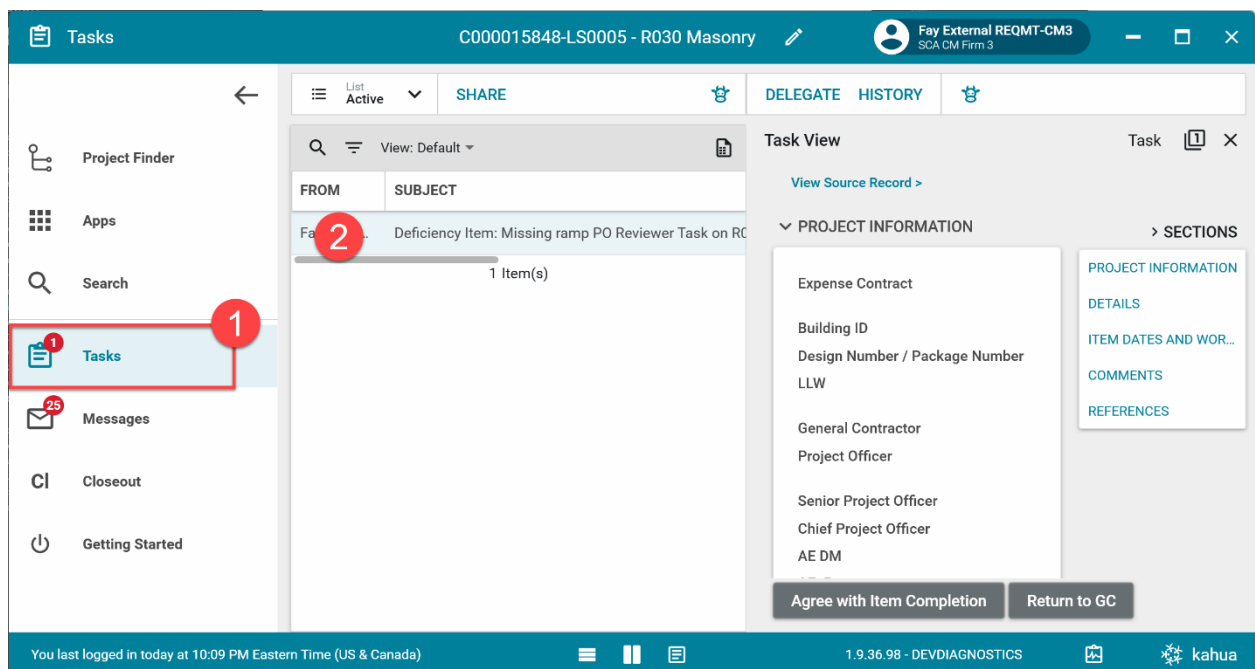 Tasks
C000015848-LS0005 - R030 Masonry
Fay External REQMT-CM3
SCA CM Firm 3
List
Active
SHARE
DELEGATE HISTORY
Project Finder
Apps
Search
1
1
Tasks
25
Messages
Cl
Closeout
Getting Started
View: Default
FROM
SUBJECT
Fa
2
Deficiency Item: Missing ramp PO Reviewer Task on R0
1 Item(s)
Task View
Task
1
View Source Record >
PROJECT INFORMATION
Expense Contract
Building ID
Design Number / Package Number
LLW
General Contractor
Project Officer
Senior Project Officer
Chief Project Officer
AE DM
> SECTIONS
PROJECT INFORMATION
DETAILS
ITEM DATES AND WOR...
COMMENTS
REFERENCES
Agree with Item Completion
Return to GC
You last logged in today at 10:09 PM Eastern Time (US & Canada)
1.9.36.98 - DEVDIAGNOSTICS
kahua